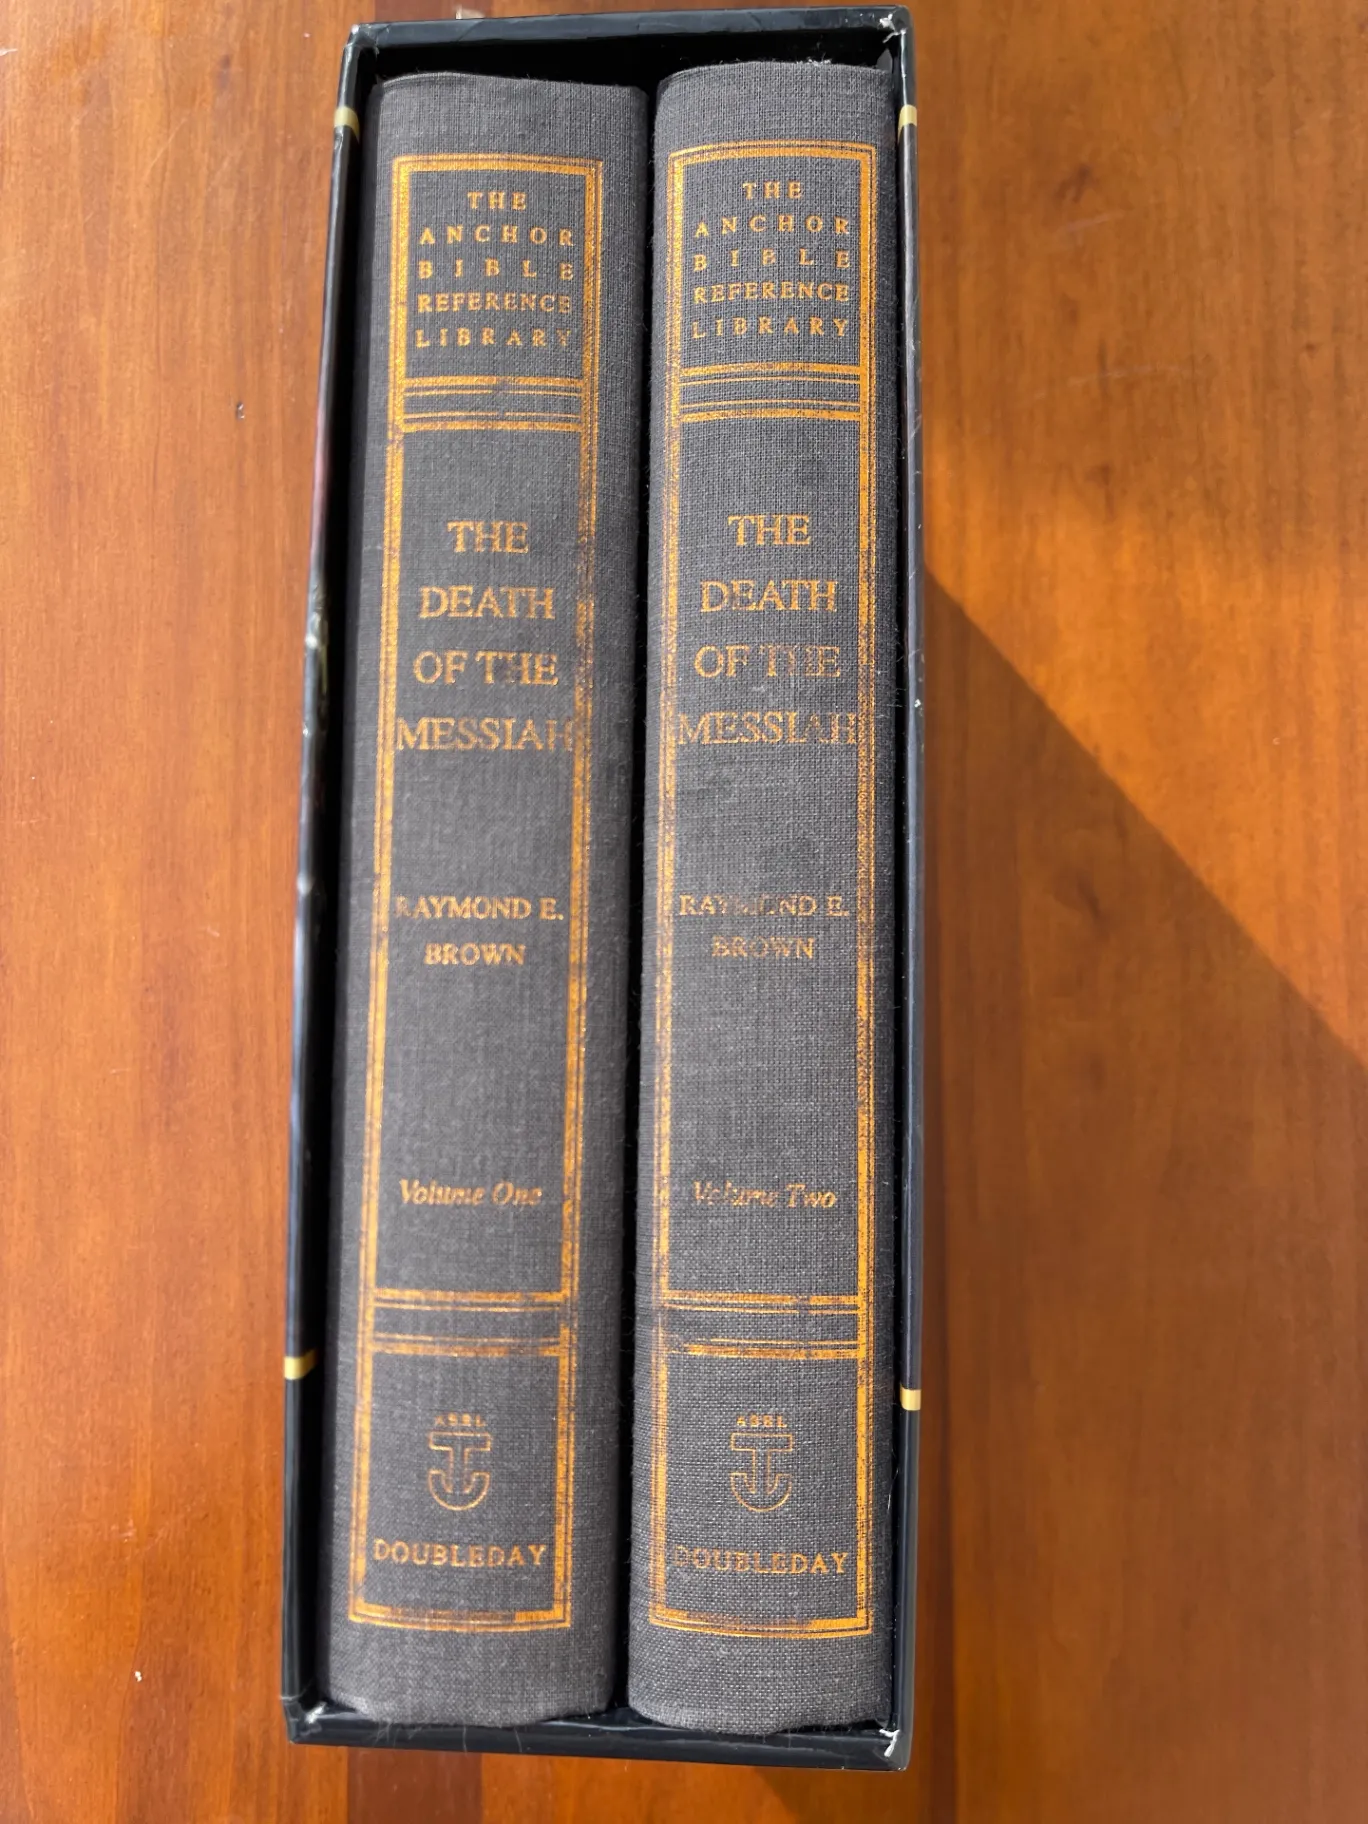 THE
ANCHOR
BIBLE
REFERENCE
LIBRARY
THE
DEATH
OF THE
MESSIAH
RAYMOND E.
BROWN
Volume One
ABRL
DOUBLEDAY
THE
ANCHOR
BIBLE
REFERENCE
LIBRARY
THE
DEATH
OF THE
MESSIAH
RAYMOND E.
BROWN
Volume Two
ABRL
DOUBLEDAY